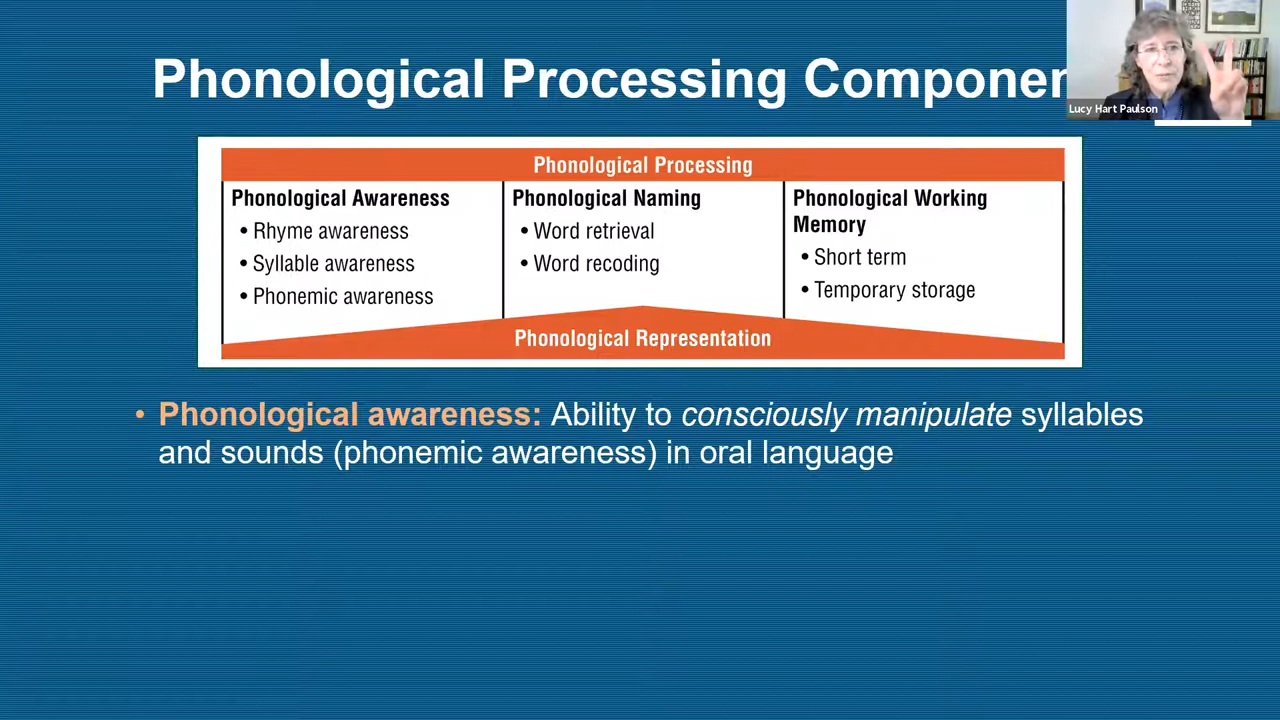 Phonological Processing Componen
Lucy Hart Paulson
Phonological Processing
Phonological Awareness
• Rhyme awareness
• Syllable awareness
• Phonemic awareness
Phonological Naming
• Word retrieval
• Word recoding
Phonological Working
Memory
• Short term
• Temporary storage
Phonological Representation
• Phonological awareness: Ability to consciously manipulate syllables
and sounds (phonemic awareness) in oral language